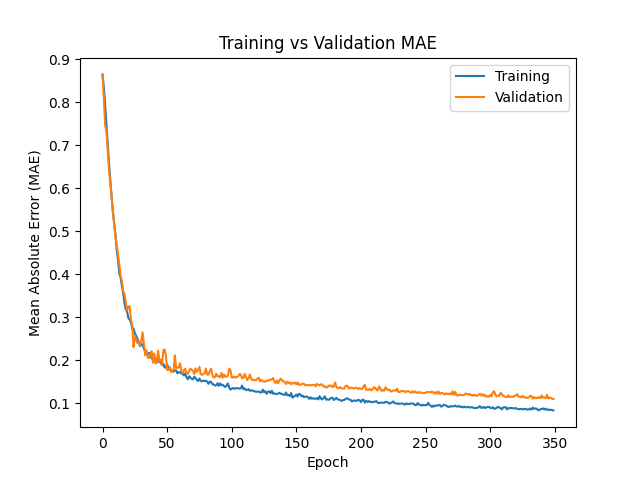 Training vs Validation MAE
Training
Validation
Mean Absolute Error (MAE)
0.9
0.8
0.7
0.6
0.5
0.4
0.3
0.2
0.1
0 50 100 150 200 250 300 350
Epoch